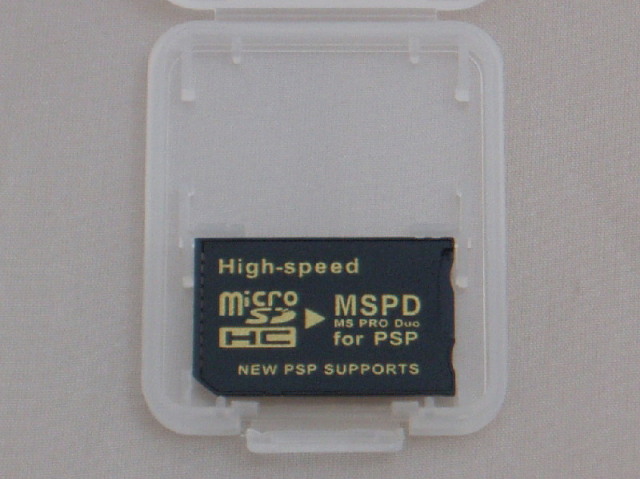 High-speed
micro
SD
HC
MSPD
MS PRO Duo
for PSP
NEW PSP SUPPORTS